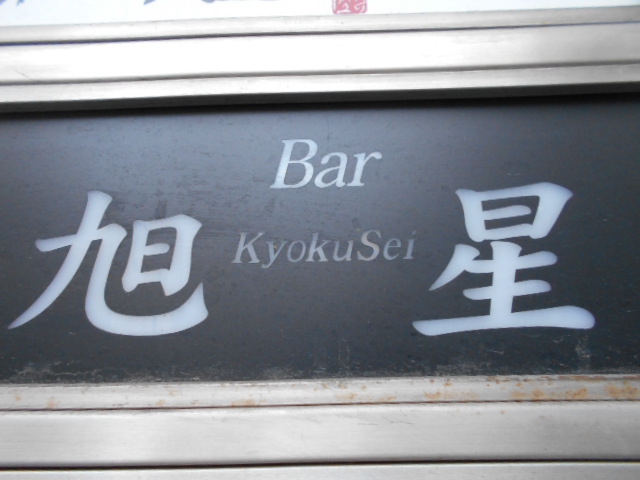 Bar
旭 KyokuSei 星